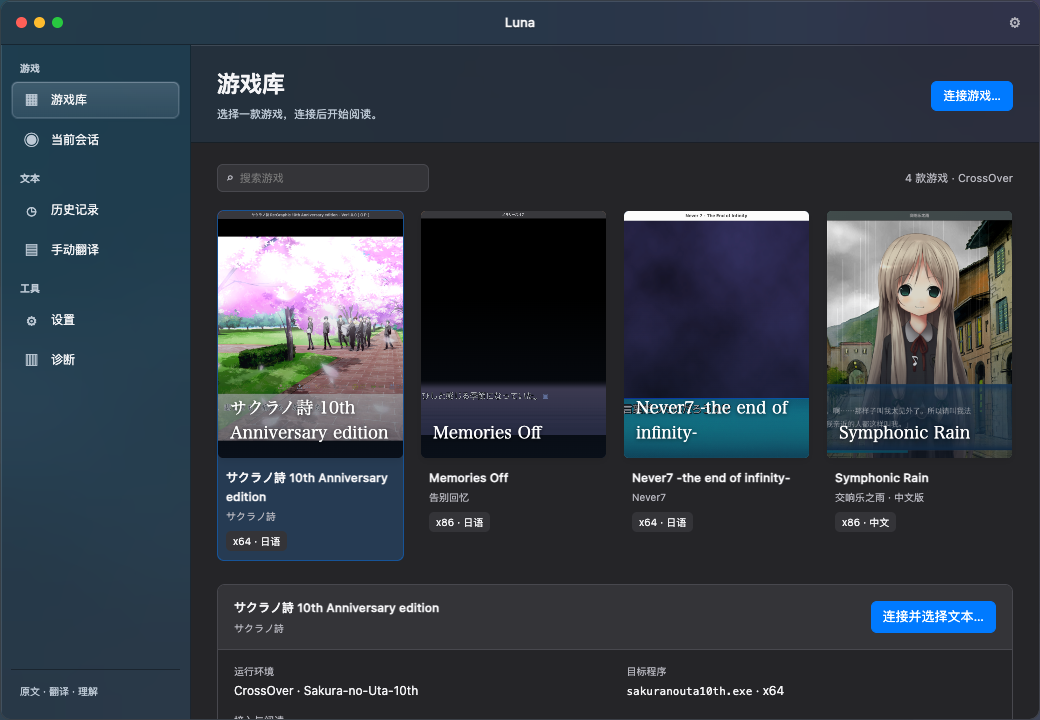 Luna
游戏
游戏库
当前会话
文本
历史记录
手动翻译
工具
设置
诊断
原文 · 翻译 · 理解
游戏库
选择一款游戏，连接后开始阅读。
连接游戏...
搜索游戏
4 款游戏 · CrossOver
サクラノ詩 10th
Anniversary edition
サクラノ詩 10th Anniversary
edition
サクラノ詩
x64 · 日语
Memories Off
Memories Off
告别回忆
x86 · 日语
Never7 - The End of Infinity
Never7 -the end of
infinity-
Never7 -the end of infinity-
Never7
x64 · 日语
Symphonic Rain
Symphonic Rain
交响乐之雨 · 中文版
x86 · 中文
サクラノ詩 10th Anniversary edition
サクラノ詩
连接并选择文本...
运行环境
CrossOver · Sakura-no-Uta-10th
目标程序
sakuranouta10th.exe · x64